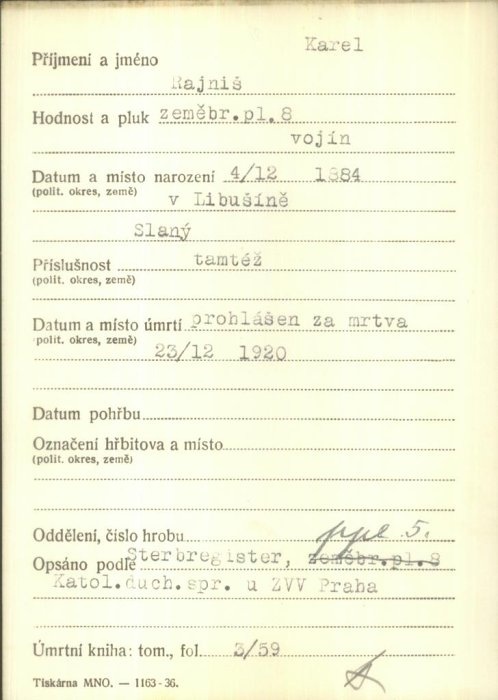 Karel
Příjmení a jméno
Rajniš
Hodnost a pluk zeměbr.pl.8
vojín
Datum a místo narození 4/12 1884
(polit. okres, země) v Libušíně
Slaný
Příslušnost tamtéž
(polit. okres, země)
Datum a místo úmrtí prohlášen za mrtva
polit. okres, země) 23/12 1920
Datum pohřbu
Označení hřbitova a místo
(polit. okres, země)
Oddělení, číslo hrobu ppl 5.
Opsáno podle Sterbregister, zeměbr.pl.8
Katol.duch.spr. u ZVV Praha
Úmrtní kniha: tom., fol. 3/59
Tiskárna MNO. — 1163-36.